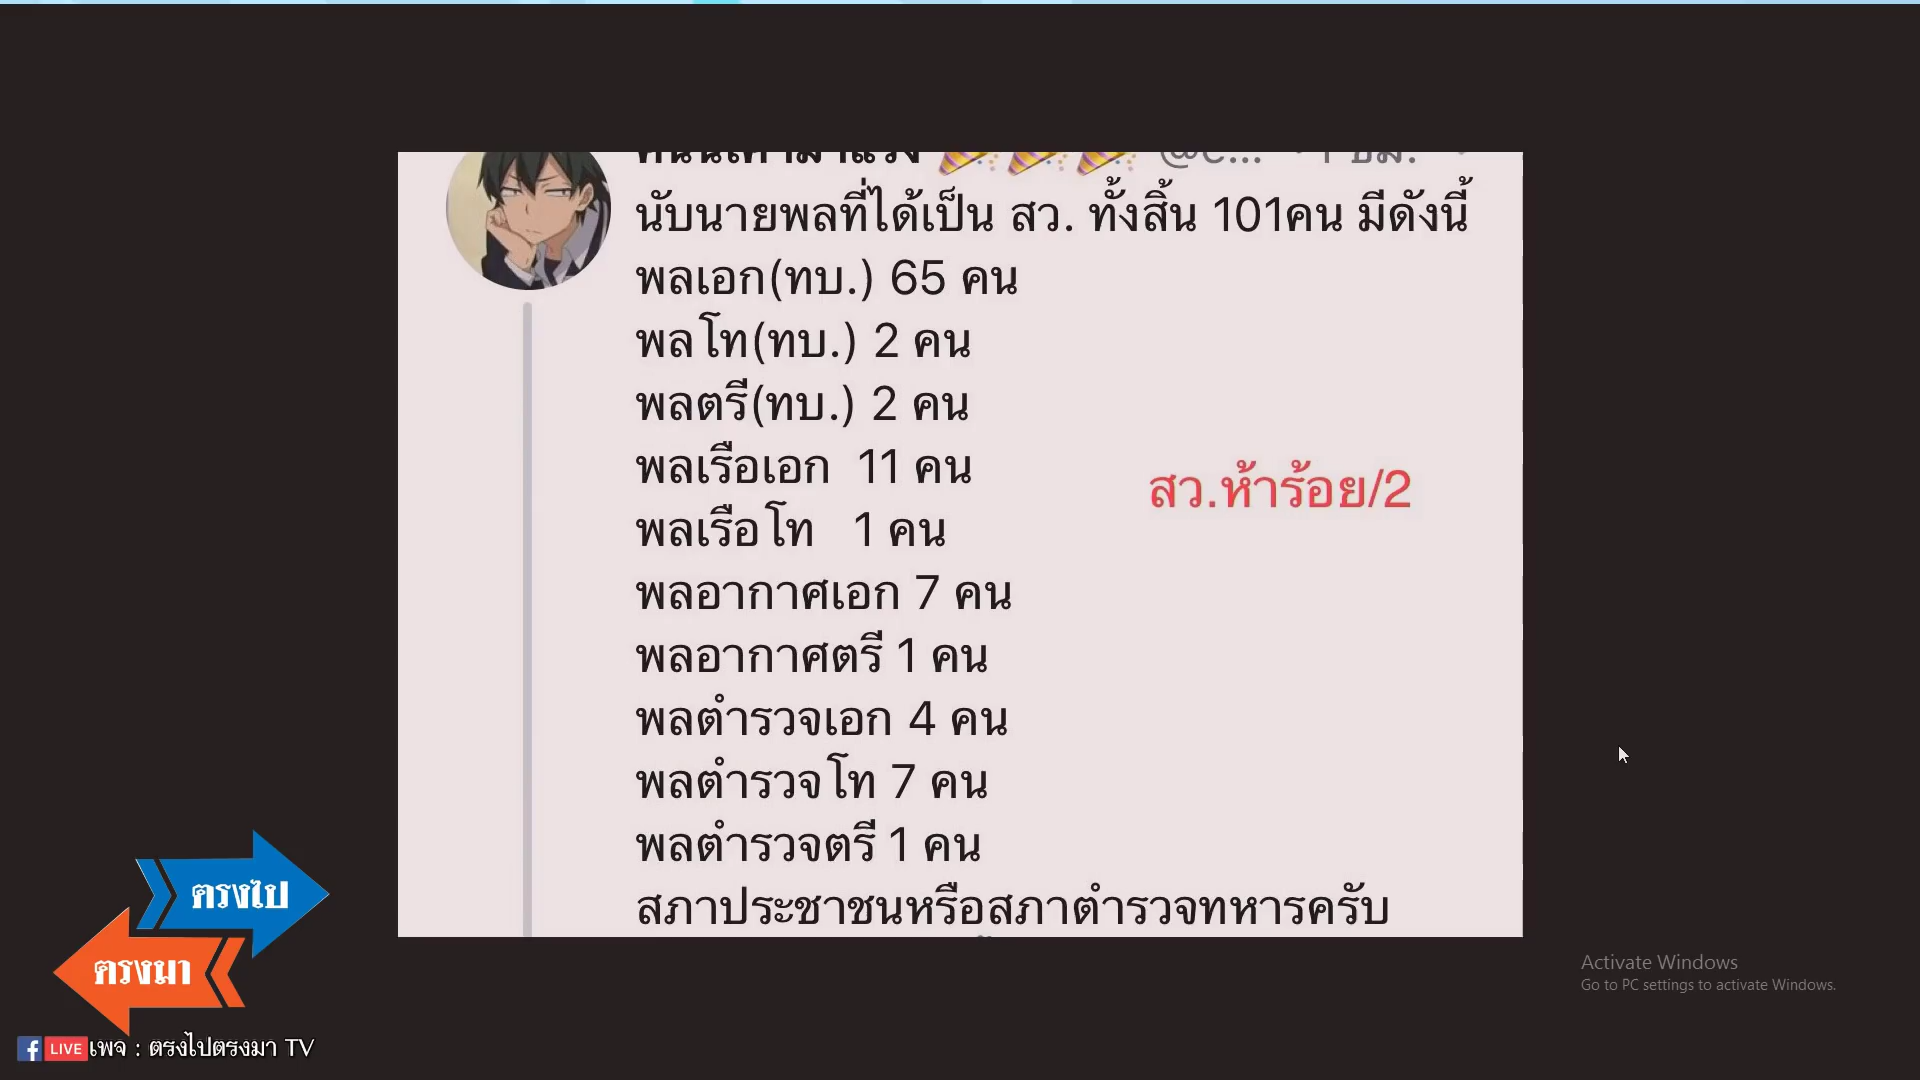 นับนายพลที่ได้เป็น สว. ทั้งสิ้น 101คน มีดังนี้
พลเอก(ทบ.) 65 คน
พลโท(ทบ.) 2 คน
พลตรี(ทบ.) 2 คน
พลเรือเอก 11 คน
พลเรือโท 1 คน
พลอากาศเอก 7 คน
พลอากาศตรี 1 คน
พลตำรวจเอก 4 คน
พลตำรวจโท 7 คน
พลตำรวจตรี 1 คน
สภาประชาชนหรือสภาตำรวจทหารครับ
สว.ห้าร้อย/2
ตรงไป
ตรงมา
LIVE เพจ : ตรงไปตรงมา TV
Activate Windows
Go to PC settings to activate Windows.